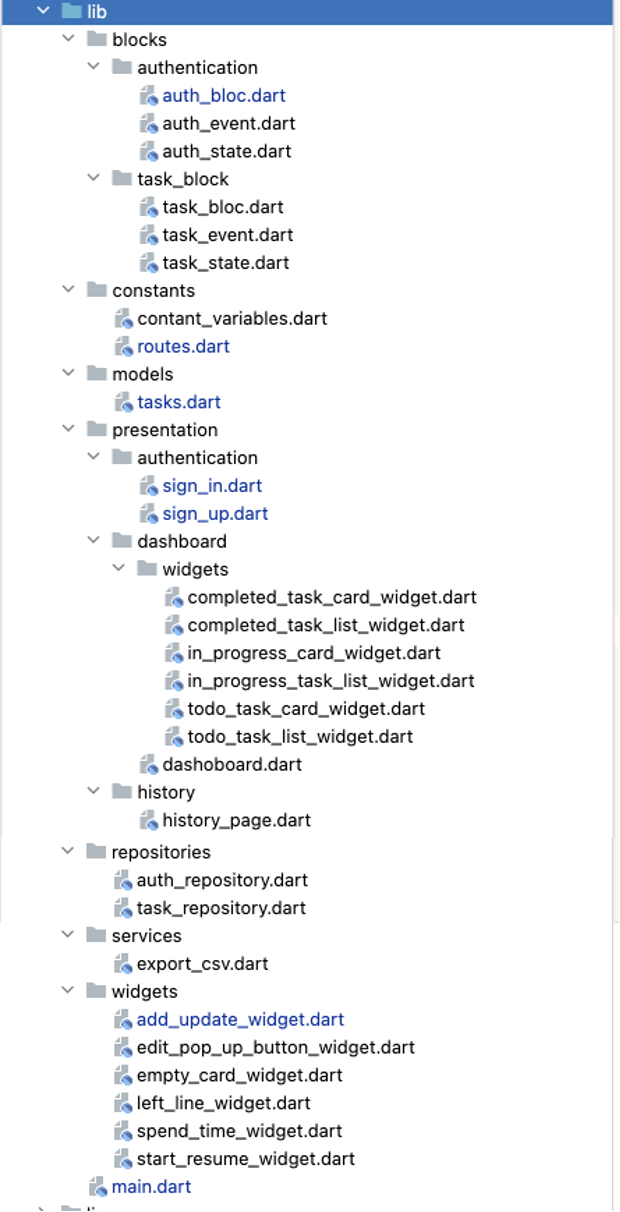 lib
blocks
authentication
auth_bloc.dart
auth_event.dart
auth_state.dart
task_block
task_bloc.dart
task_event.dart
task_state.dart
constants
contant_variables.dart
routes.dart
models
tasks.dart
presentation
authentication
sign_in.dart
sign_up.dart
dashboard
widgets
completed_task_card_widget.dart
completed_task_list_widget.dart
in_progress_card_widget.dart
in_progress_task_list_widget.dart
todo_task_card_widget.dart
todo_task_list_widget.dart
dashoboard.dart
history
history_page.dart
repositories
auth_repository.dart
task_repository.dart
services
export_csv.dart
widgets
add_update_widget.dart
edit_pop_up_button_widget.dart
empty_card_widget.dart
left_line_widget.dart
spend_time_widget.dart
start_resume_widget.dart
main.dart